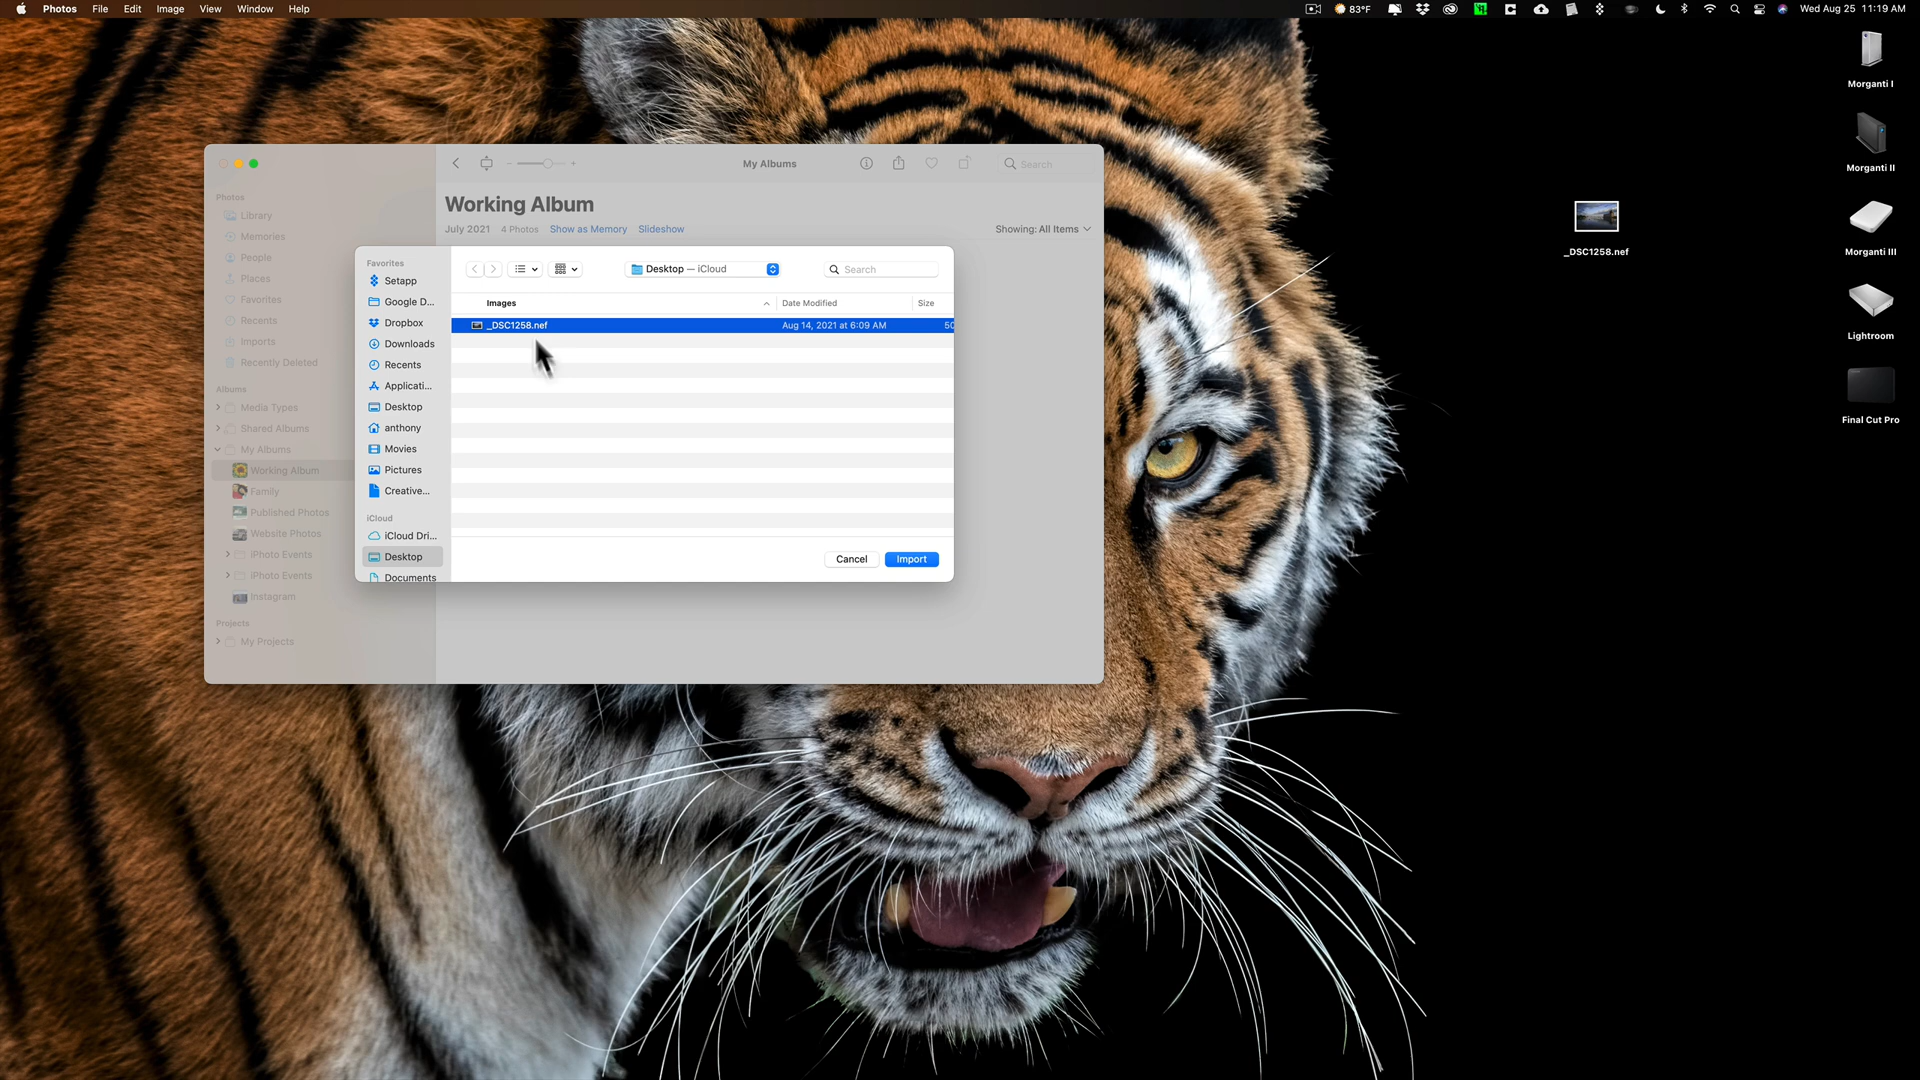 Photos File Edit Image View Window Help
83°F
Wed Aug 25 11:19 AM
Morganti I
Morganti II
Morganti III
Lightroom
Final Cut Pro
_DSC1258.nef
My Albums
Search
Working Album
July 2021 4 Photos Show as Memory Slideshow
Showing: All Items
Photos
Library
Memories
People
Places
Favorites
Recents
Imports
Recently Deleted
Albums
Media Types
Shared Albums
My Albums
Working Album
Family
Published Photos
Website Photos
iPhoto Events
iPhoto Events
Instagram
Projects
My Projects
Favorites
Setapp
Google D...
Dropbox
Downloads
Recents
Applicati...
Desktop
anthony
Movies
Pictures
Creative...
iCloud
iCloud Dri...
Desktop
Documents
Desktop — iCloud
Search
Images Date Modified Size
_DSC1258.nef Aug 14, 2021 at 6:09 AM 50
Cancel Import